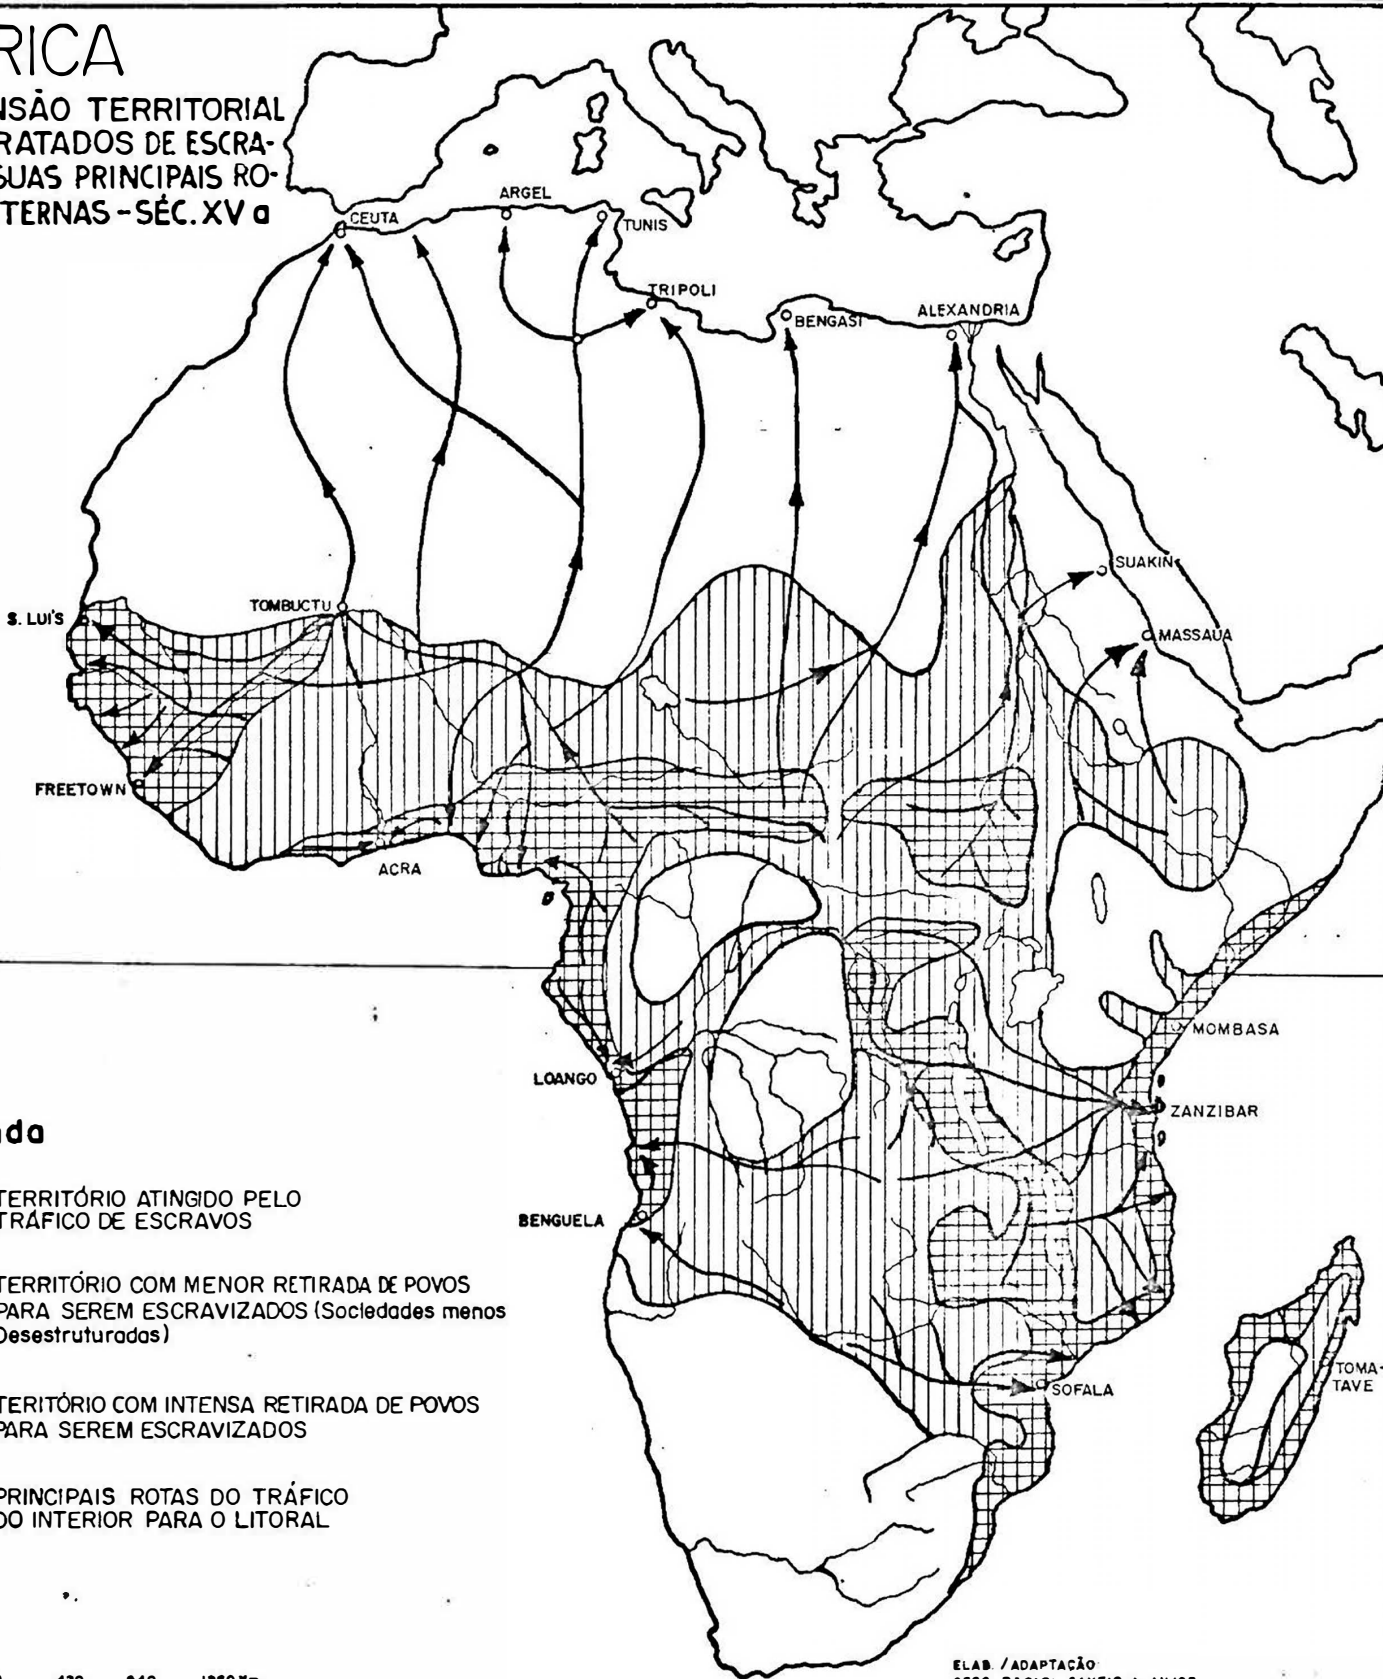 RICA
NSÃO TERRITORIAL
RATADOS DE ESCRA-
SUAS PRINCIPAIS RO-
TERNAS-SÉC.XV a
CEUTA
ARGEL
TUNIS
TRIPOLI
BENGASI
ALEXANDRIA
SUAKIN
MASSAUA
S. LUÍS
TOMBUCTU
FREETOWN
ACRA
MOMBASA
LOANGO
ZANZIBAR
BENGUELA
SOFALA
TOMA-
TAVE
nda
TERRITÓRIO ATINGIDO PELO
TRÁFICO DE ESCRAVOS
TERRITÓRIO COM MENOR RETIRADA DE POVOS
PARA SEREM ESCRAVIZADOS (Sociedades menos
Desestruturadas)
TERITÓRIO COM INTENSA RETIRADA DE POVOS
PARA SEREM ESCRAVIZADOS
PRINCIPAIS ROTAS DO TRÁFICO
DO INTERIOR PARA O LITORAL
ELAB. /ADAPTAÇÃO